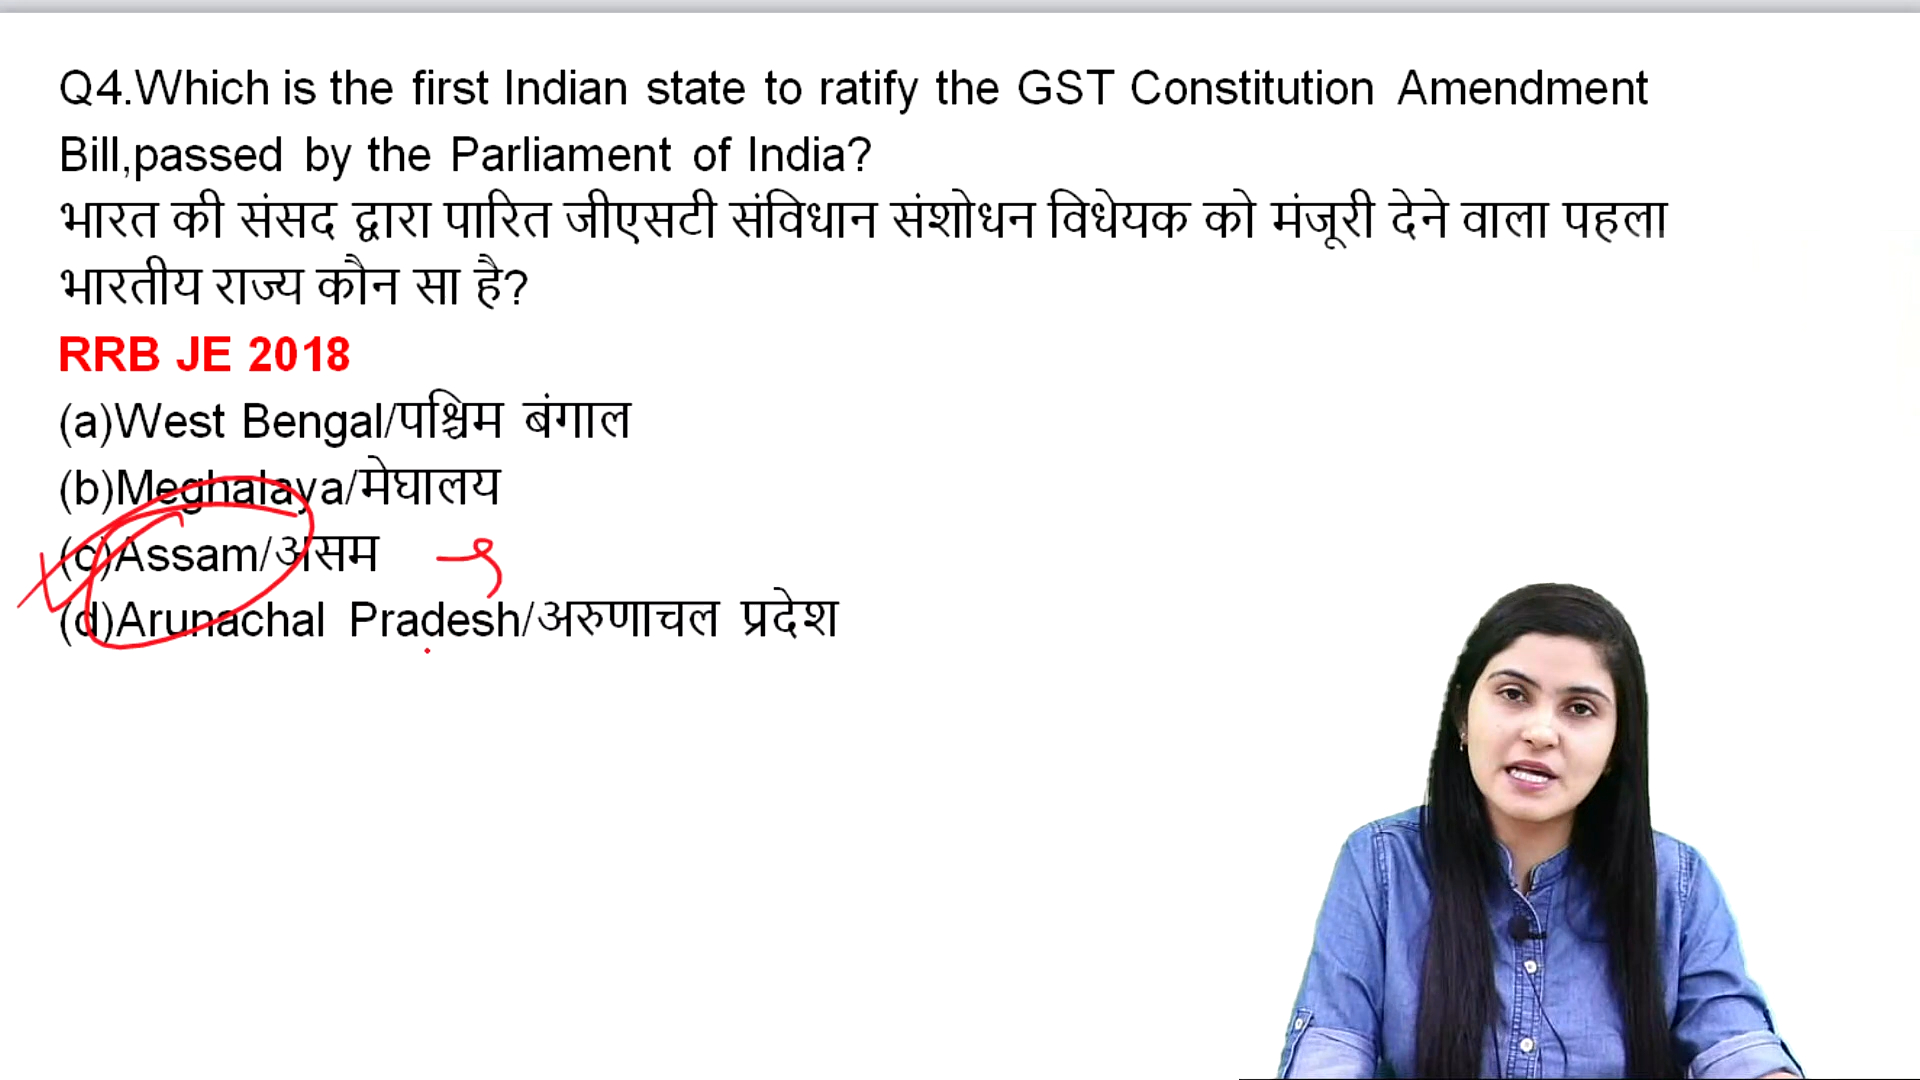 Q4.Which is the first Indian state to ratify the GST Constitution Amendment
Bill,passed by the Parliament of India?
भारत की संसद द्वारा पारित जीएसटी संविधान संशोधन विधेयक को मंजूरी देने वाला पहला
भारतीय राज्य कौन सा है?
RRB JE 2018
(a)West Bengal/पश्चिम बंगाल
(b)Meghalaya/मेघालय
(c)Assam/असम
(d)Arunachal Pradesh/अरुणाचल प्रदेश